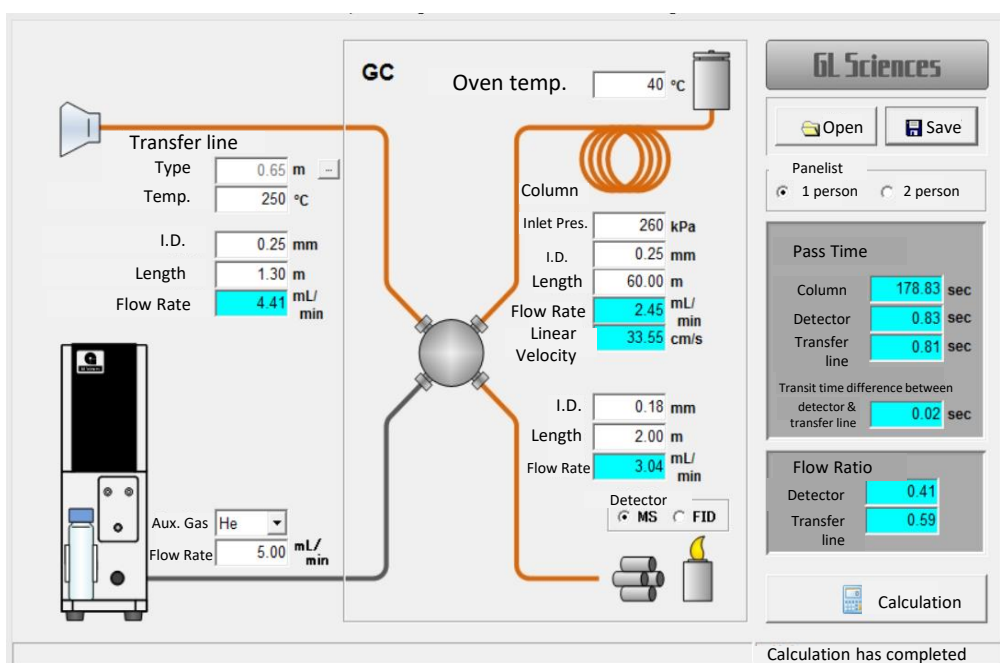 GC
Oven temp. 40 °C
GL Sciences
Open Save
Panelist
1 person 2 person
Transfer line
Type 0.65 m ...
Temp. 250 °C
I.D. 0.25 mm
Length 1.30 m
Flow Rate 4.41 mL/
min
Column
Inlet Pres. 260 kPa
I.D. 0.25 mm
Length 60.00 m
Flow Rate 2.45 mL/
min
Linear
Velocity 33.55 cm/s
I.D. 0.18 mm
Length 2.00 m
Flow Rate 3.04 mL/
min
Detector
MS FID
Aux. Gas He
Flow Rate 5.00 mL/
min
Pass Time
Column 178.83 sec
Detector 0.83 sec
Transfer
line 0.81 sec
Transit time difference between
detector &
transfer line 0.02 sec
Flow Ratio
Detector 0.41
Transfer
line 0.59
Calculation
Calculation has completed